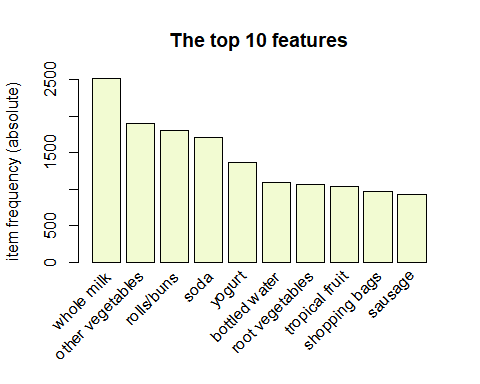 The top 10 features
item frequency (absolute)
2500
1500
500
0
whole milk
other vegetables
rolls/buns
soda
yogurt
bottled water
root vegetables
tropical fruit
shopping bags
sausage